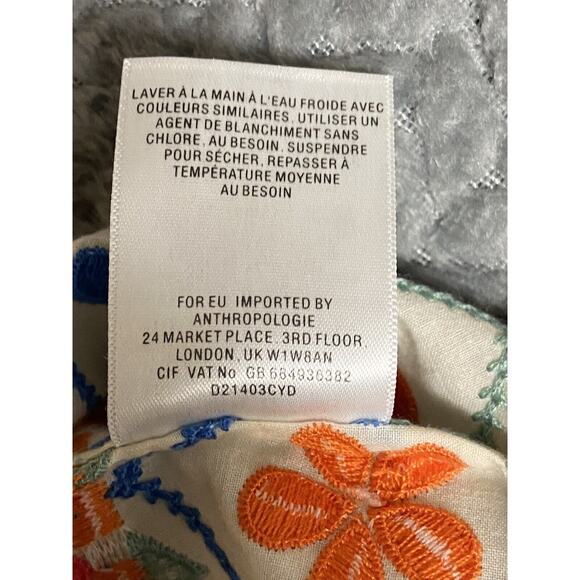 LAVER À LA MAIN À L'EAU FROIDE AVEC
COULEURS SIMILAIRES, UTILISER UN
AGENT DE BLANCHIMENT SANS
CHLORE, AU BESOIN. SUSPENDRE
POUR SÉCHER, REPASSER À
TEMPÉRATURE MOYENNE
AU BESOIN
FOR EU IMPORTED BY
ANTHROPOLOGIE
24 MARKET PLACE. 3RD FLOOR,
LONDON, UK W1W8AN
CIF VAT No GB 684936382
D21403CYD